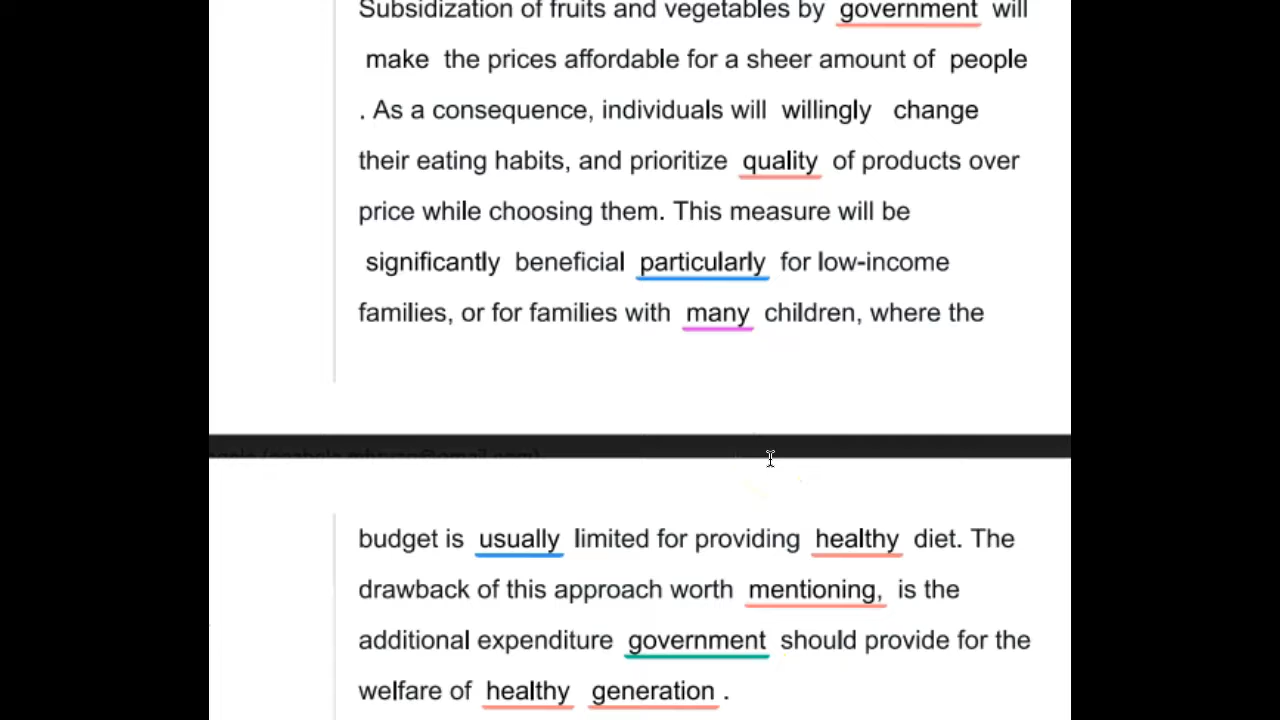 Subsidization of fruits and vegetables by government will
make the prices affordable for a sheer amount of people
. As a consequence, individuals will willingly change
their eating habits, and prioritize quality of products over
price while choosing them. This measure will be
significantly beneficial particularly for low-income
families, or for families with many children, where the
budget is usually limited for providing healthy diet. The
drawback of this approach worth mentioning, is the
additional expenditure government should provide for the
welfare of healthy generation .